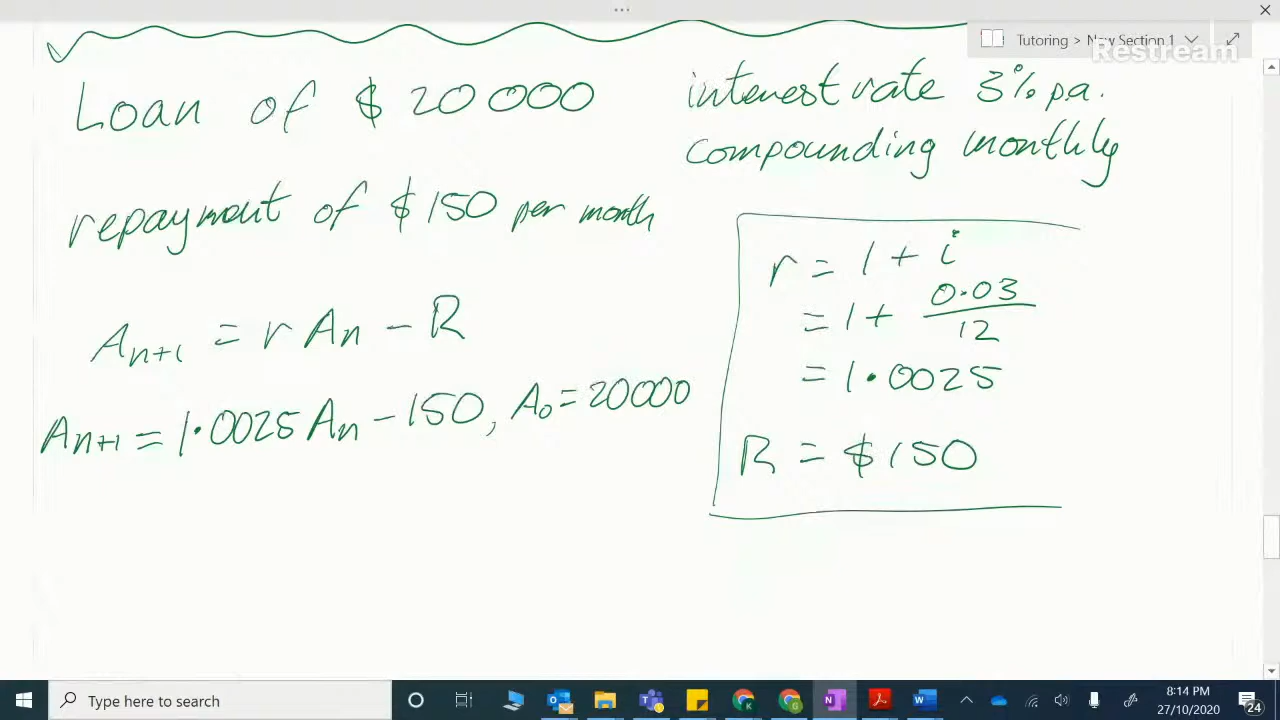 Tutoring > New Section 1
Restream
Loan of $20000
interest rate 3% p.a.
compounding monthly
repayment of $150 per month
An+1 = r An - R
An+1 = 1.0025 An - 150, A0 = 20000
r = 1 + i
= 1 + 0.03/12
= 1.0025
R = $150
Type here to search
8:14 PM
27/10/2020
24